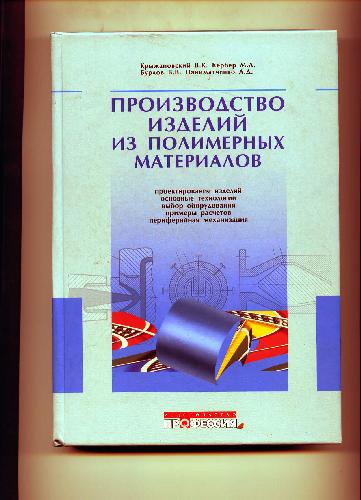 Крыжановский В.К. Кербер М.Л.
Бурлов В.В. Паниматченко А.Д.
ПРОИЗВОДСТВО
ИЗДЕЛИЙ
ИЗ ПОЛИМЕРНЫХ
МАТЕРИАЛОВ
проектирование изделий
основные технологии
выбор оборудования
примеры расчетов
периферийная механизация
ИЗДАТЕЛЬСТВО
ПРОФЕССИЯ